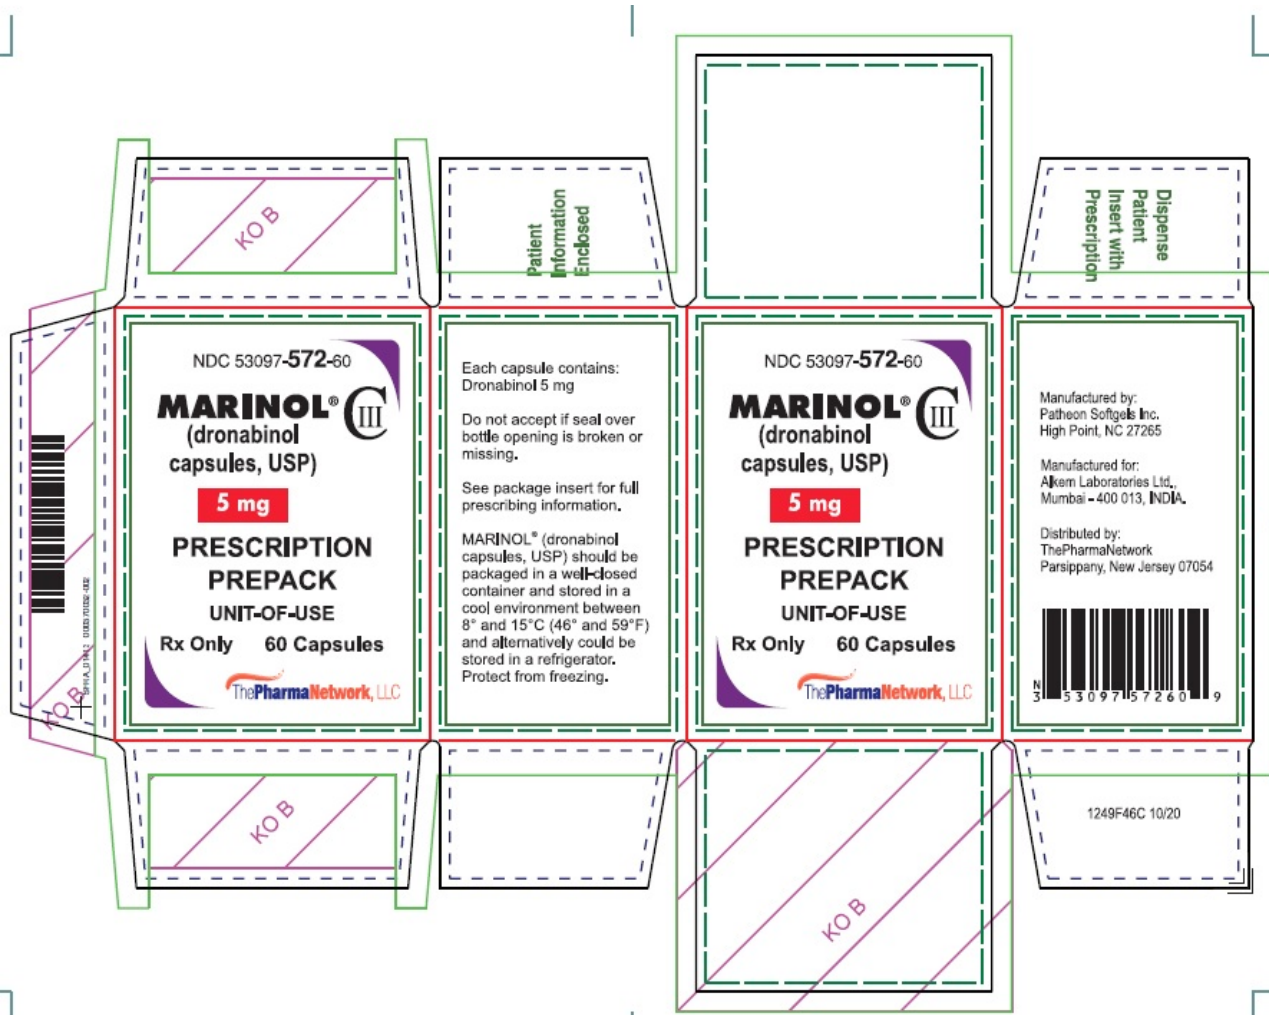 KO B
Patient
Information
Enclosed
Dispense
Patient
Insert with
Prescription
NDC 53097-572-60
MARINOL® CIII
(dronabinol
capsules, USP)
5 mg
PRESCRIPTION
PREPACK
UNIT-OF-USE
Rx Only 60 Capsules
ThePharmaNetwork, LLC
Each capsule contains:
Dronabinol 5 mg
Do not accept if seal over
bottle opening is broken or
missing.
See package insert for full
prescribing information.
MARINOL® (dronabinol
capsules, USP) should be
packaged in a well-closed
container and stored in a
cool environment between
8° and 15°C (46° and 59°F)
and alternatively could be
stored in a refrigerator.
Protect from freezing.
NDC 53097-572-60
MARINOL® CIII
(dronabinol
capsules, USP)
5 mg
PRESCRIPTION
PREPACK
UNIT-OF-USE
Rx Only 60 Capsules
ThePharmaNetwork, LLC
Manufactured by:
Patheon Softgels Inc.
High Point, NC 27265
Manufactured for:
Alkem Laboratories Ltd.,
Mumbai - 400 013, INDIA.
Distributed by:
ThePharmaNetwork
Parsippany, New Jersey 07054
N
3 53097 57260 9
KO B
KO B
KO B
1249F46C 10/20